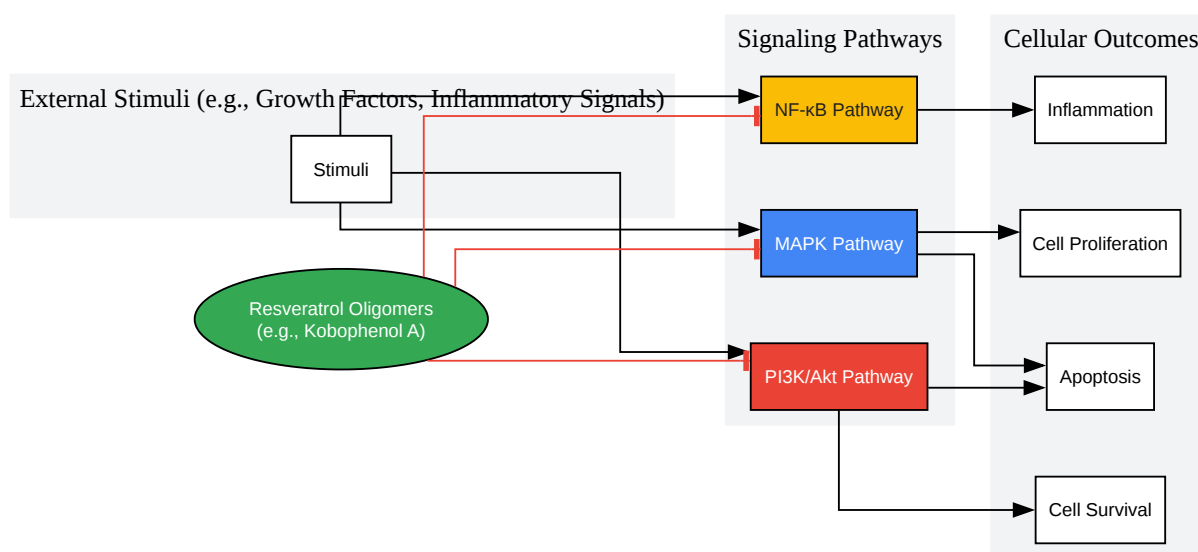 Signaling Pathways
Cellular Outcomes
External Stimuli (e.g., Growth Factors, Inflammatory Signals)
NF-κB Pathway
Inflammation
Stimuli
MAPK Pathway
Cell Proliferation
Resveratrol Oligomers
(e.g., Kobophenol A)
PI3K/Akt Pathway
Apoptosis
Cell Survival